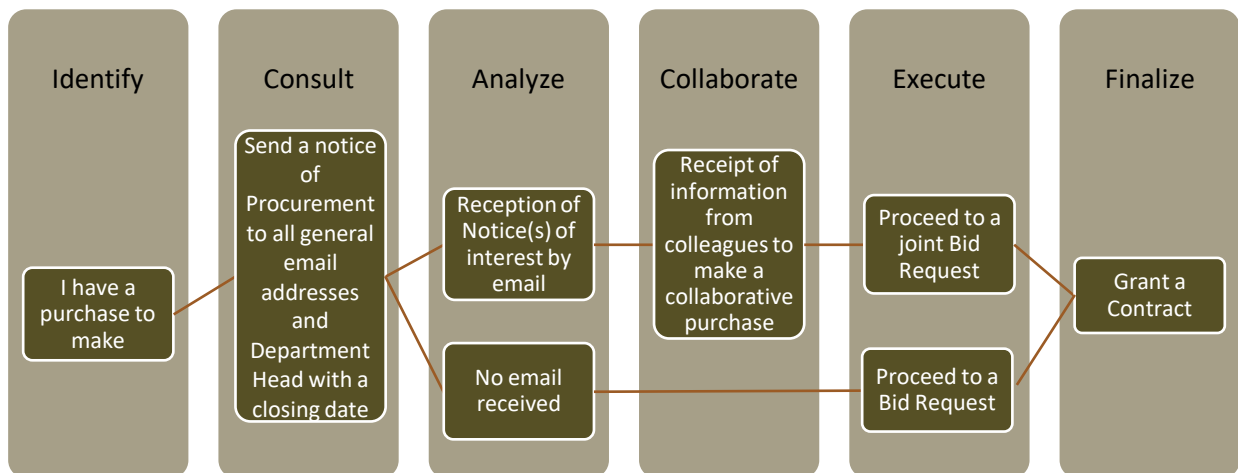 Identify
Consult
Analyze
Collaborate
Execute
Finalize
I have a
purchase to
make
Send a notice
of
Procurement
to all general
email
addresses
and
Department
Head with a
closing date
Reception of
Notice(s) of
interest by
email
No email
received
Receipt of
information
from
colleagues to
make a
collaborative
purchase
Proceed to a
joint Bid
Request
Proceed to a
Bid Request
Grant a
Contract